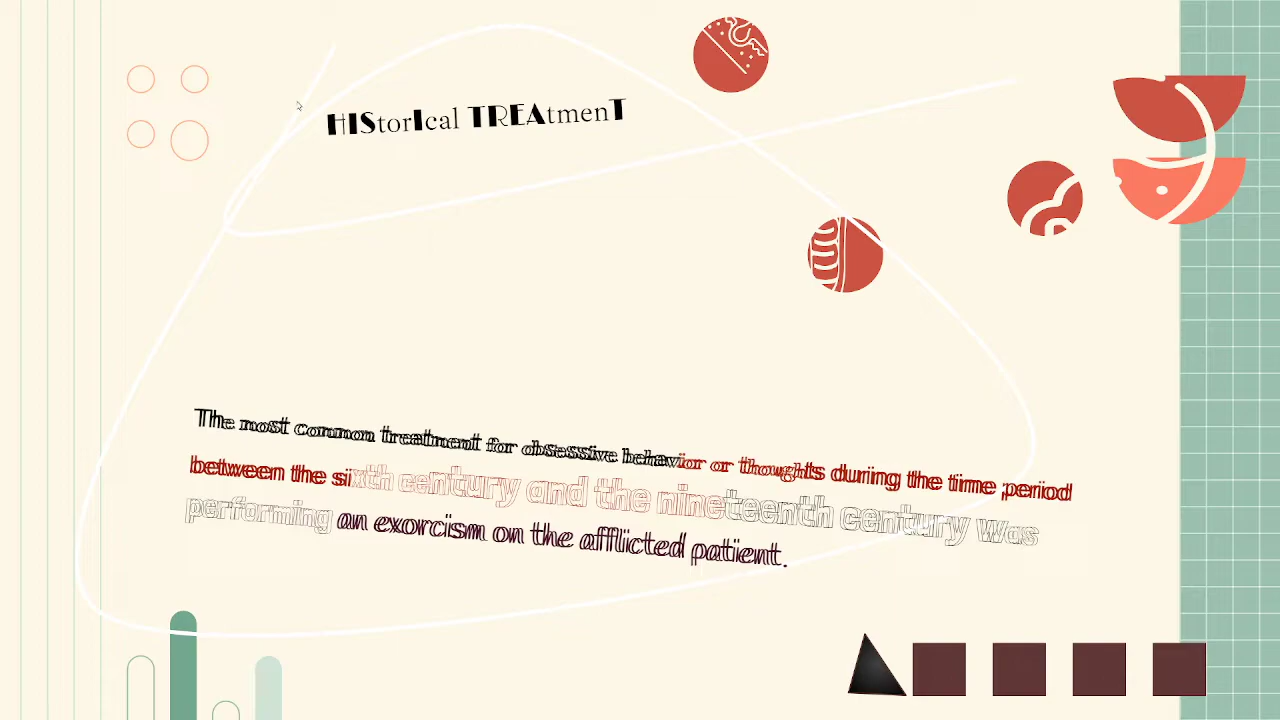 HIStorIcal TREAtmenT
The most common treatment for obsessive behavior or thoughts during the time period
between the sixth century and the nineteenth century was
performing an exorcism on the afflicted patient.